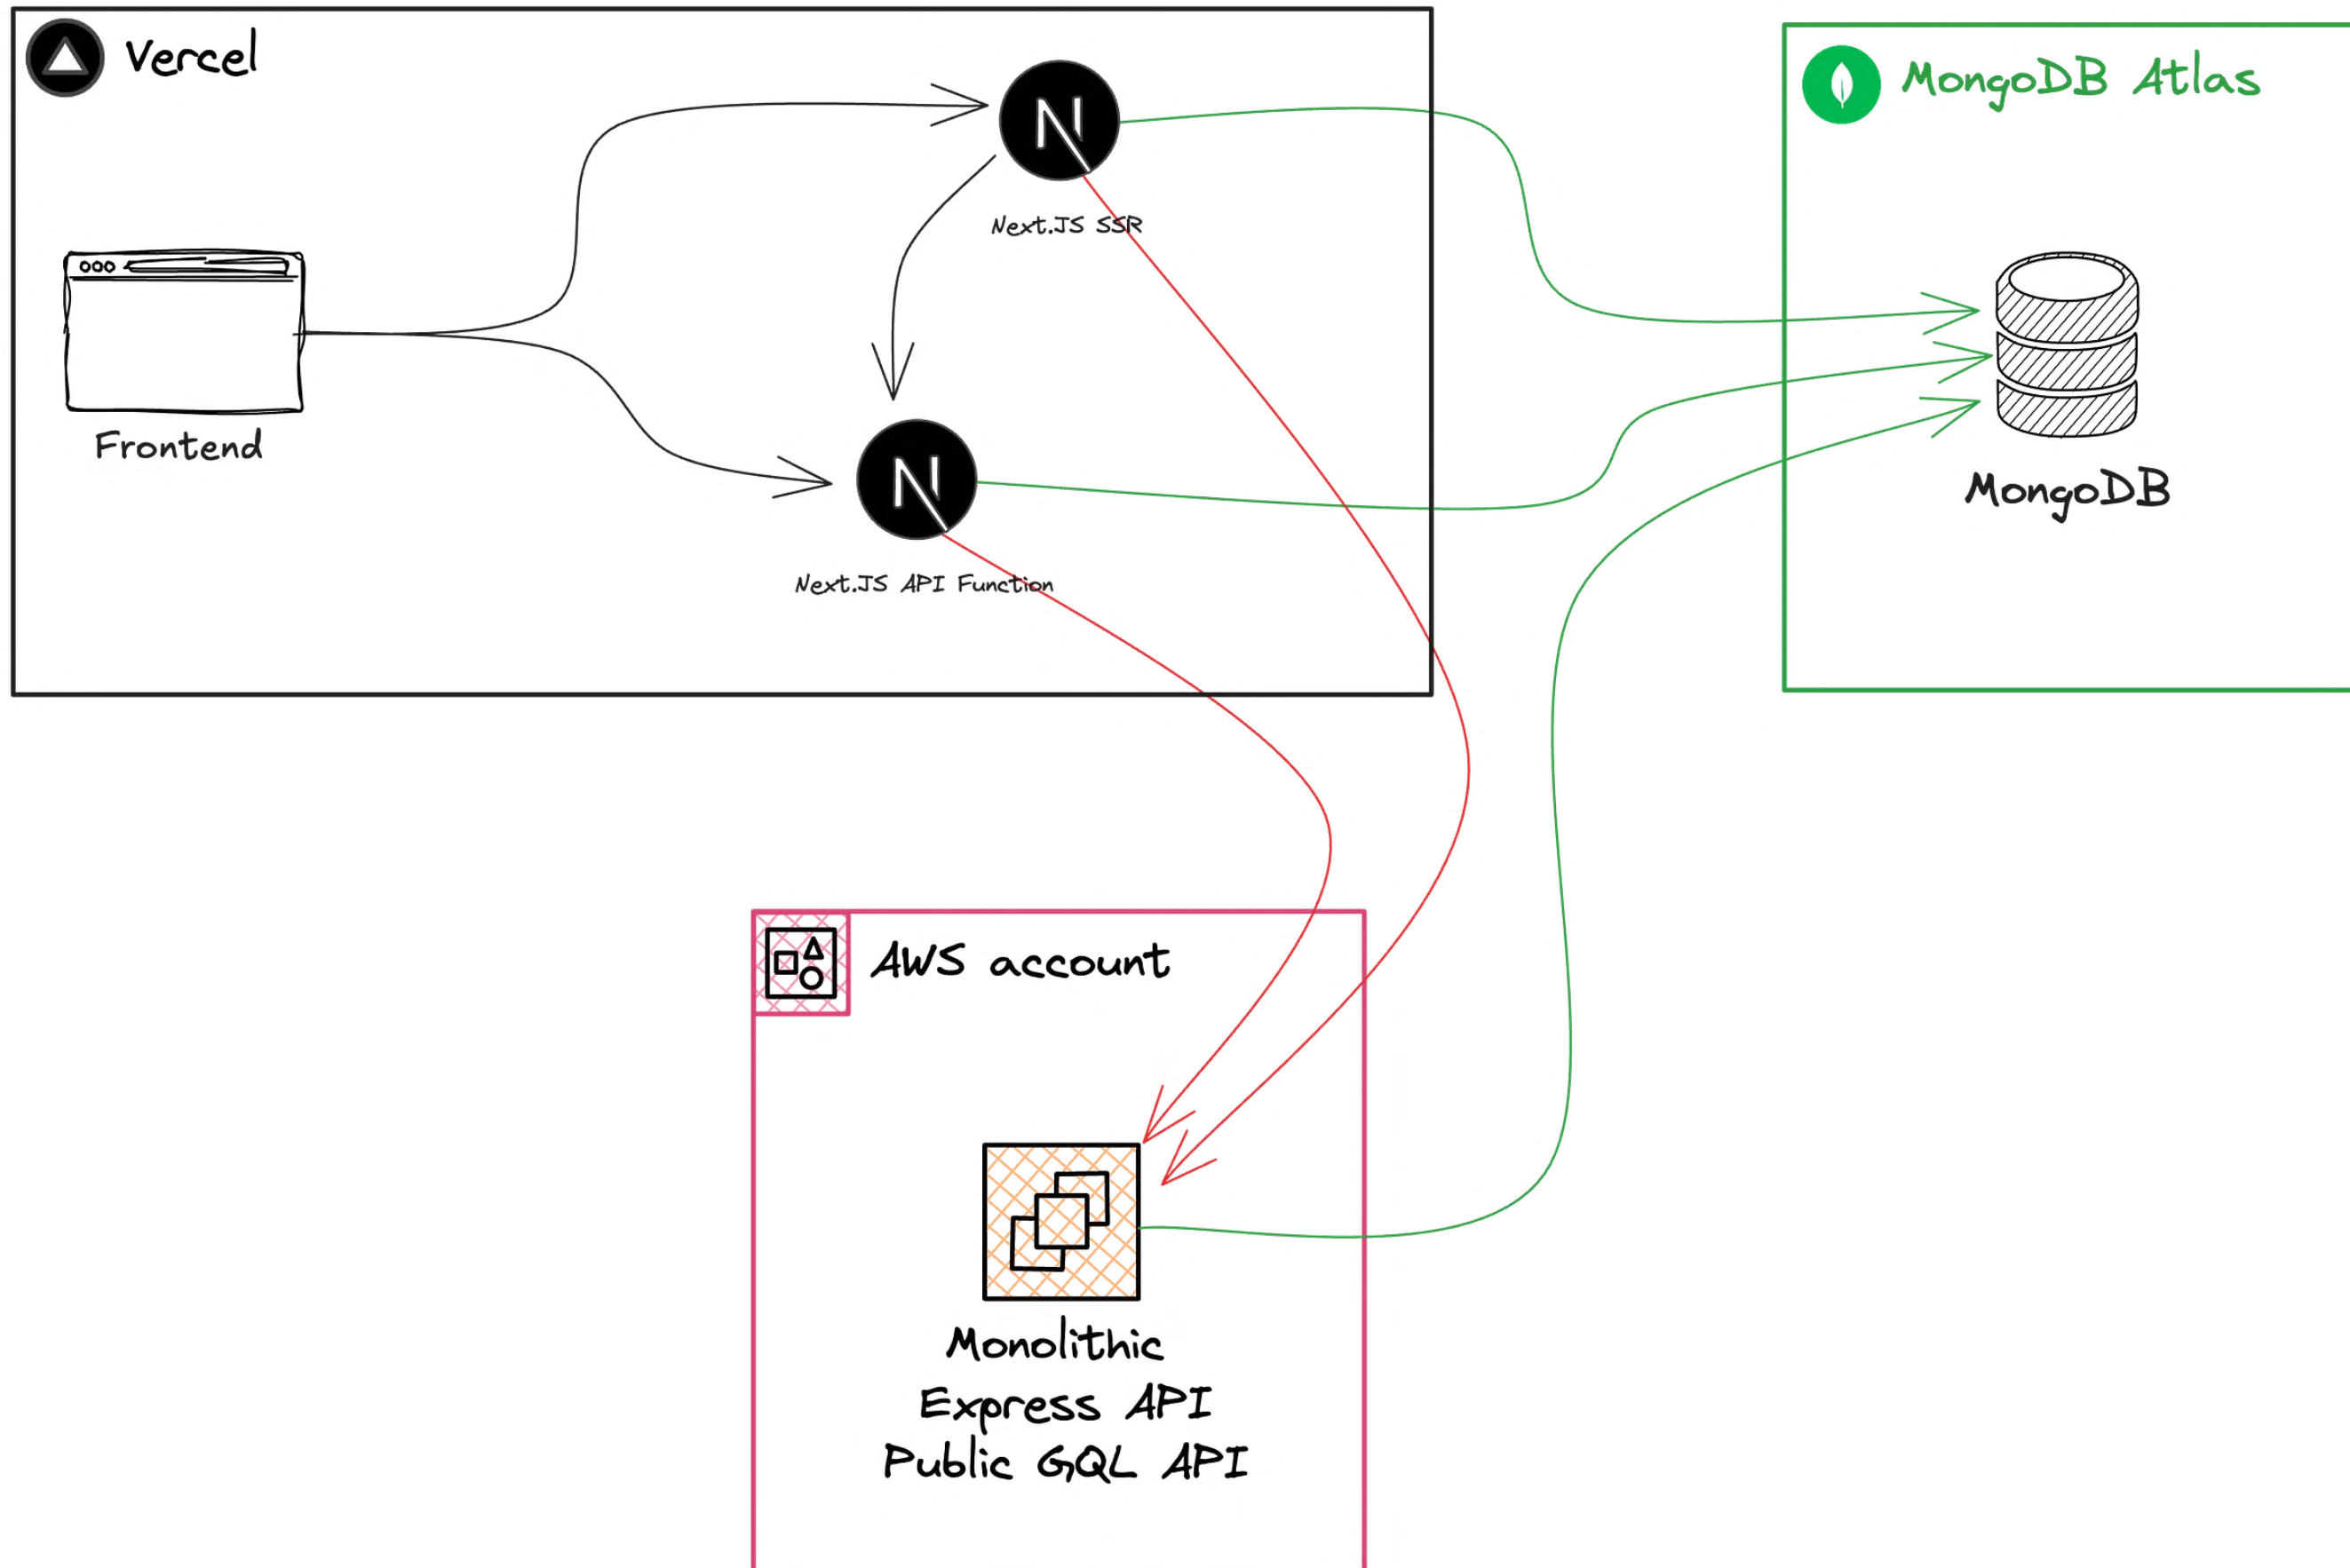 Vercel
MongoDB Atlas
Next.JS SSR
Frontend
MongoDB
Next.JS API Function
AWS account
Monolithic
Express API
Public GQL API